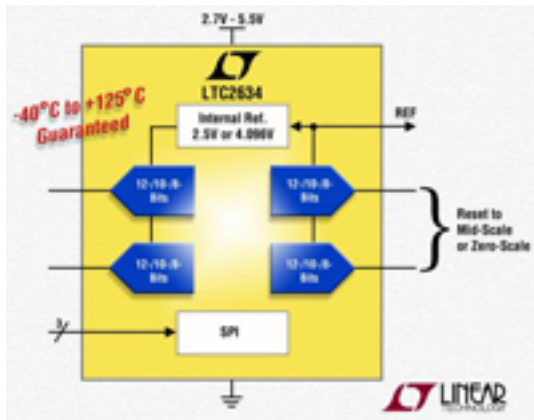 2.7V - 5.5V
LTC2634
-40°C to +125°C
Guaranteed
Internal Ref.
2.5V or 4.096V
REF
12-/10-/8-
Bits
12-/10-/8-
Bits
12-/10-/8-
Bits
12-/10-/8-
Bits
Reset to
Mid-Scale
or Zero-Scale
3
SPI
LINEAR
TECHNOLOGY